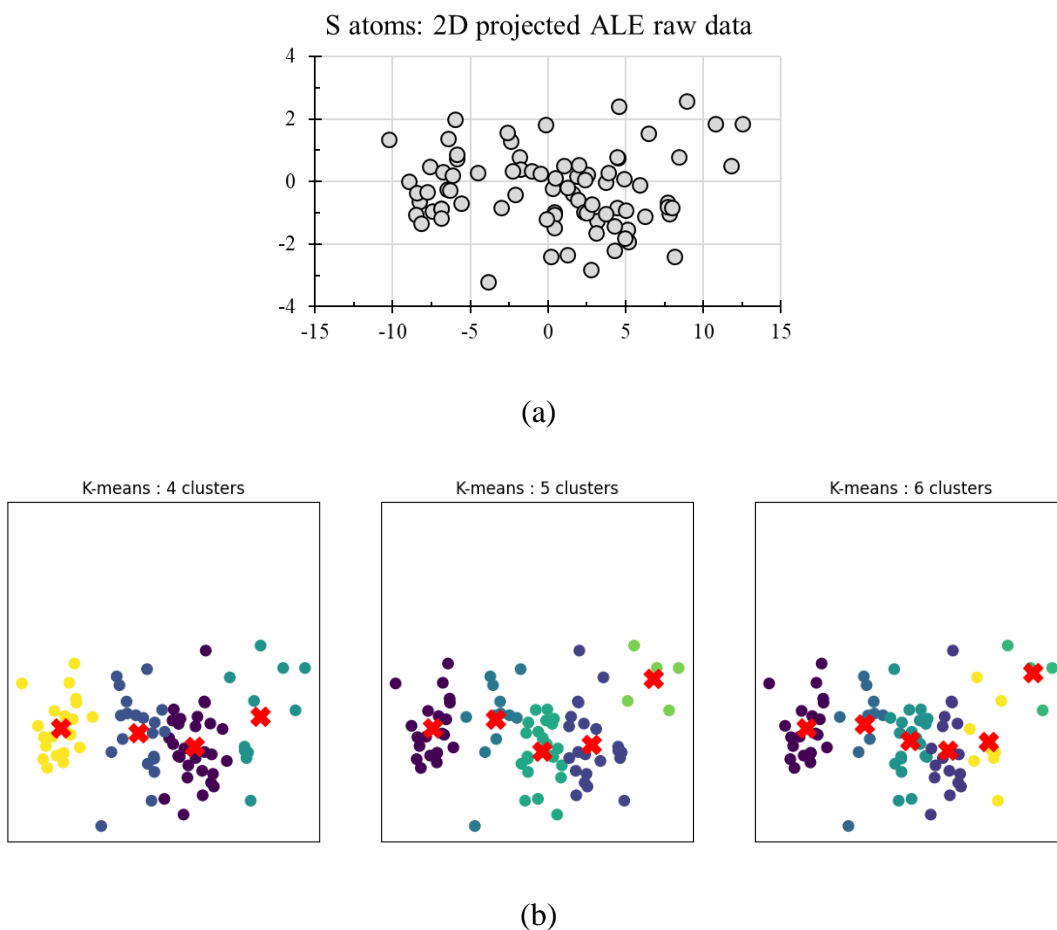 S atoms: 2D projected ALE raw data
4
2
0
-2
-4
-15 -10 -5 0 5 10 15
(a)
K-means : 4 clusters K-means : 5 clusters K-means : 6 clusters
(b)